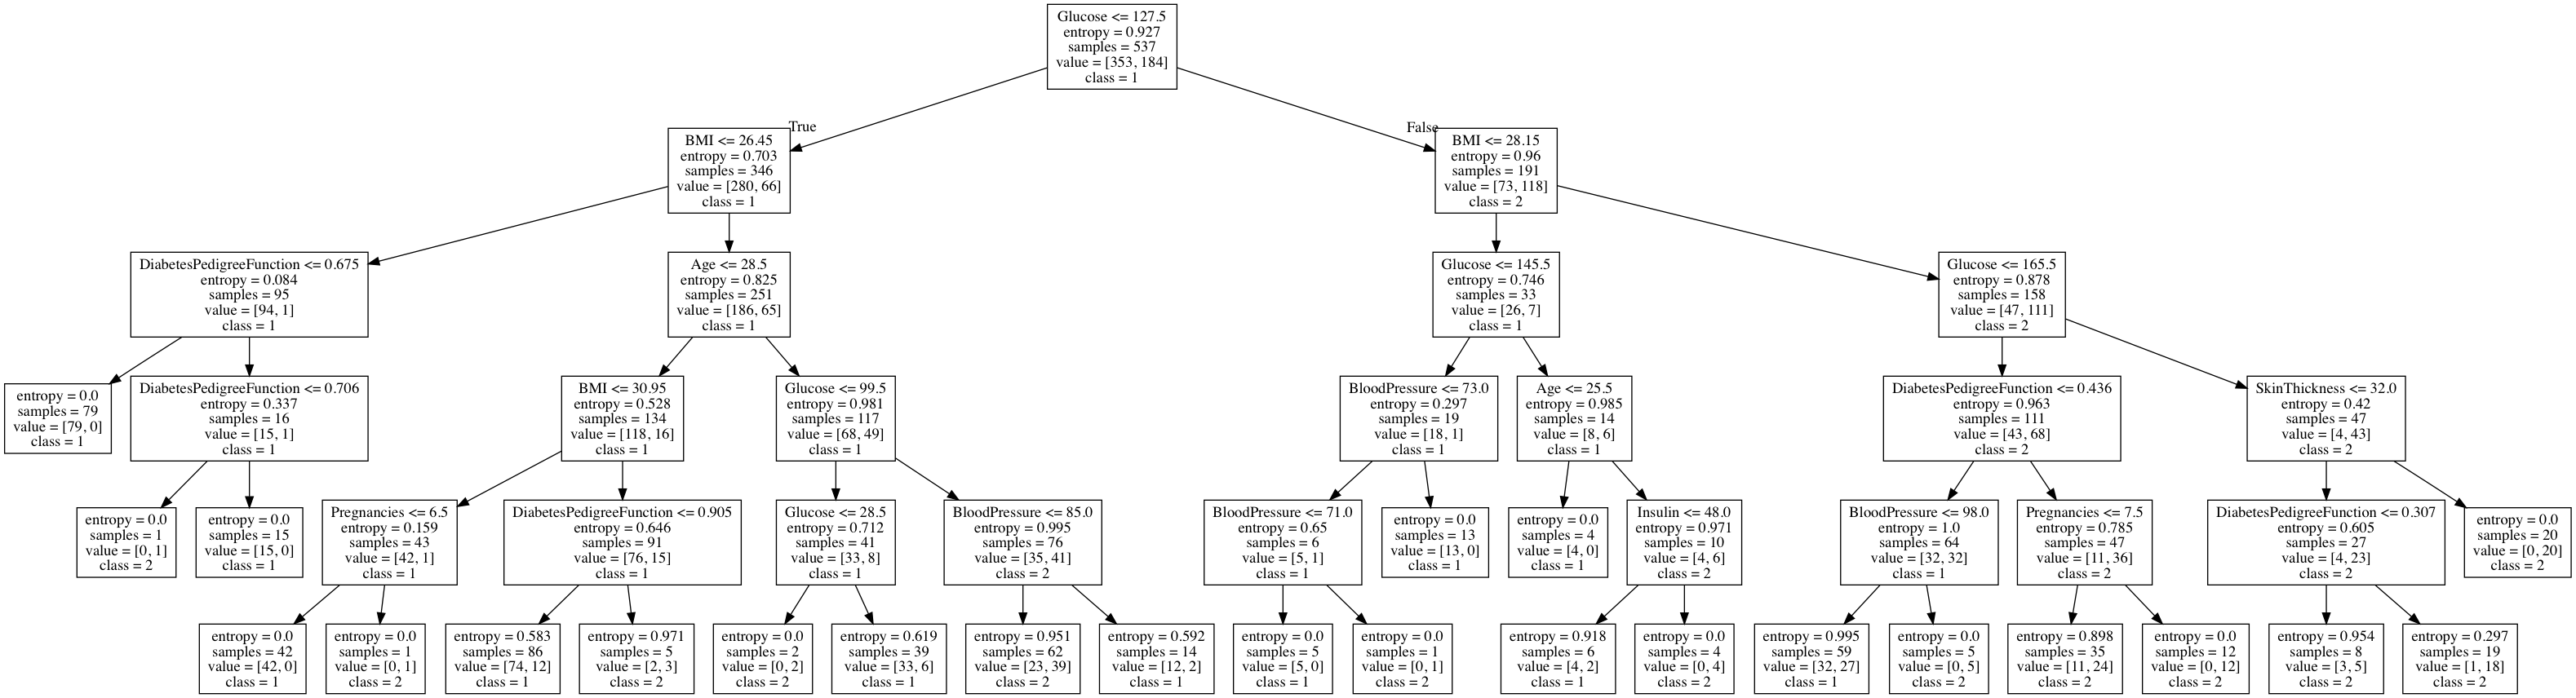 Glucose <= 127.5
entropy = 0.927
samples = 537
value = [353, 184]
class = 1
True
False
BMI <= 26.45
entropy = 0.703
samples = 346
value = [280, 66]
class = 1
BMI <= 28.15
entropy = 0.96
samples = 191
value = [73, 118]
class = 2
DiabetesPedigreeFunction <= 0.675
entropy = 0.084
samples = 95
value = [94, 1]
class = 1
Age <= 28.5
entropy = 0.825
samples = 251
value = [186, 65]
class = 1
Glucose <= 145.5
entropy = 0.746
samples = 33
value = [26, 7]
class = 1
Glucose <= 165.5
entropy = 0.878
samples = 158
value = [47, 111]
class = 2
entropy = 0.0
samples = 79
value = [79, 0]
class = 1
DiabetesPedigreeFunction <= 0.706
entropy = 0.337
samples = 16
value = [15, 1]
class = 1
BMI <= 30.95
entropy = 0.528
samples = 134
value = [118, 16]
class = 1
Glucose <= 99.5
entropy = 0.981
samples = 117
value = [68, 49]
class = 1
BloodPressure <= 73.0
entropy = 0.297
samples = 19
value = [18, 1]
class = 1
Age <= 25.5
entropy = 0.985
samples = 14
value = [8, 6]
class = 1
DiabetesPedigreeFunction <= 0.436
entropy = 0.963
samples = 111
value = [43, 68]
class = 2
SkinThickness <= 32.0
entropy = 0.42
samples = 47
value = [4, 43]
class = 2
entropy = 0.0
samples = 1
value = [0, 1]
class = 2
entropy = 0.0
samples = 15
value = [15, 0]
class = 1
Pregnancies <= 6.5
entropy = 0.159
samples = 43
value = [42, 1]
class = 1
DiabetesPedigreeFunction <= 0.905
entropy = 0.646
samples = 91
value = [76, 15]
class = 1
Glucose <= 28.5
entropy = 0.712
samples = 41
value = [33, 8]
class = 1
BloodPressure <= 85.0
entropy = 0.995
samples = 76
value = [35, 41]
class = 2
BloodPressure <= 71.0
entropy = 0.65
samples = 6
value = [5, 1]
class = 1
entropy = 0.0
samples = 13
value = [13, 0]
class = 1
entropy = 0.0
samples = 4
value = [4, 0]
class = 1
Insulin <= 48.0
entropy = 0.971
samples = 10
value = [4, 6]
class = 2
BloodPressure <= 98.0
entropy = 1.0
samples = 64
value = [32, 32]
class = 1
Pregnancies <= 7.5
entropy = 0.785
samples = 47
value = [11, 36]
class = 2
DiabetesPedigreeFunction <= 0.307
entropy = 0.605
samples = 27
value = [4, 23]
class = 2
entropy = 0.0
samples = 20
value = [0, 20]
class = 2
entropy = 0.0
samples = 42
value = [42, 0]
class = 1
entropy = 0.0
samples = 1
value = [0, 1]
class = 2
entropy = 0.583
samples = 86
value = [74, 12]
class = 1
entropy = 0.971
samples = 5
value = [2, 3]
class = 2
entropy = 0.0
samples = 2
value = [0, 2]
class = 2
entropy = 0.619
samples = 39
value = [33, 6]
class = 1
entropy = 0.951
samples = 62
value = [23, 39]
class = 2
entropy = 0.592
samples = 14
value = [12, 2]
class = 1
entropy = 0.0
samples = 5
value = [5, 0]
class = 1
entropy = 0.0
samples = 1
value = [0, 1]
class = 2
entropy = 0.918
samples = 6
value = [4, 2]
class = 1
entropy = 0.0
samples = 4
value = [0, 4]
class = 2
entropy = 0.995
samples = 59
value = [32, 27]
class = 1
entropy = 0.0
samples = 5
value = [0, 5]
class = 2
entropy = 0.898
samples = 35
value = [11, 24]
class = 2
entropy = 0.0
samples = 12
value = [0, 12]
class = 2
entropy = 0.954
samples = 8
value = [3, 5]
class = 2
entropy = 0.297
samples = 19
value = [1, 18]
class = 2